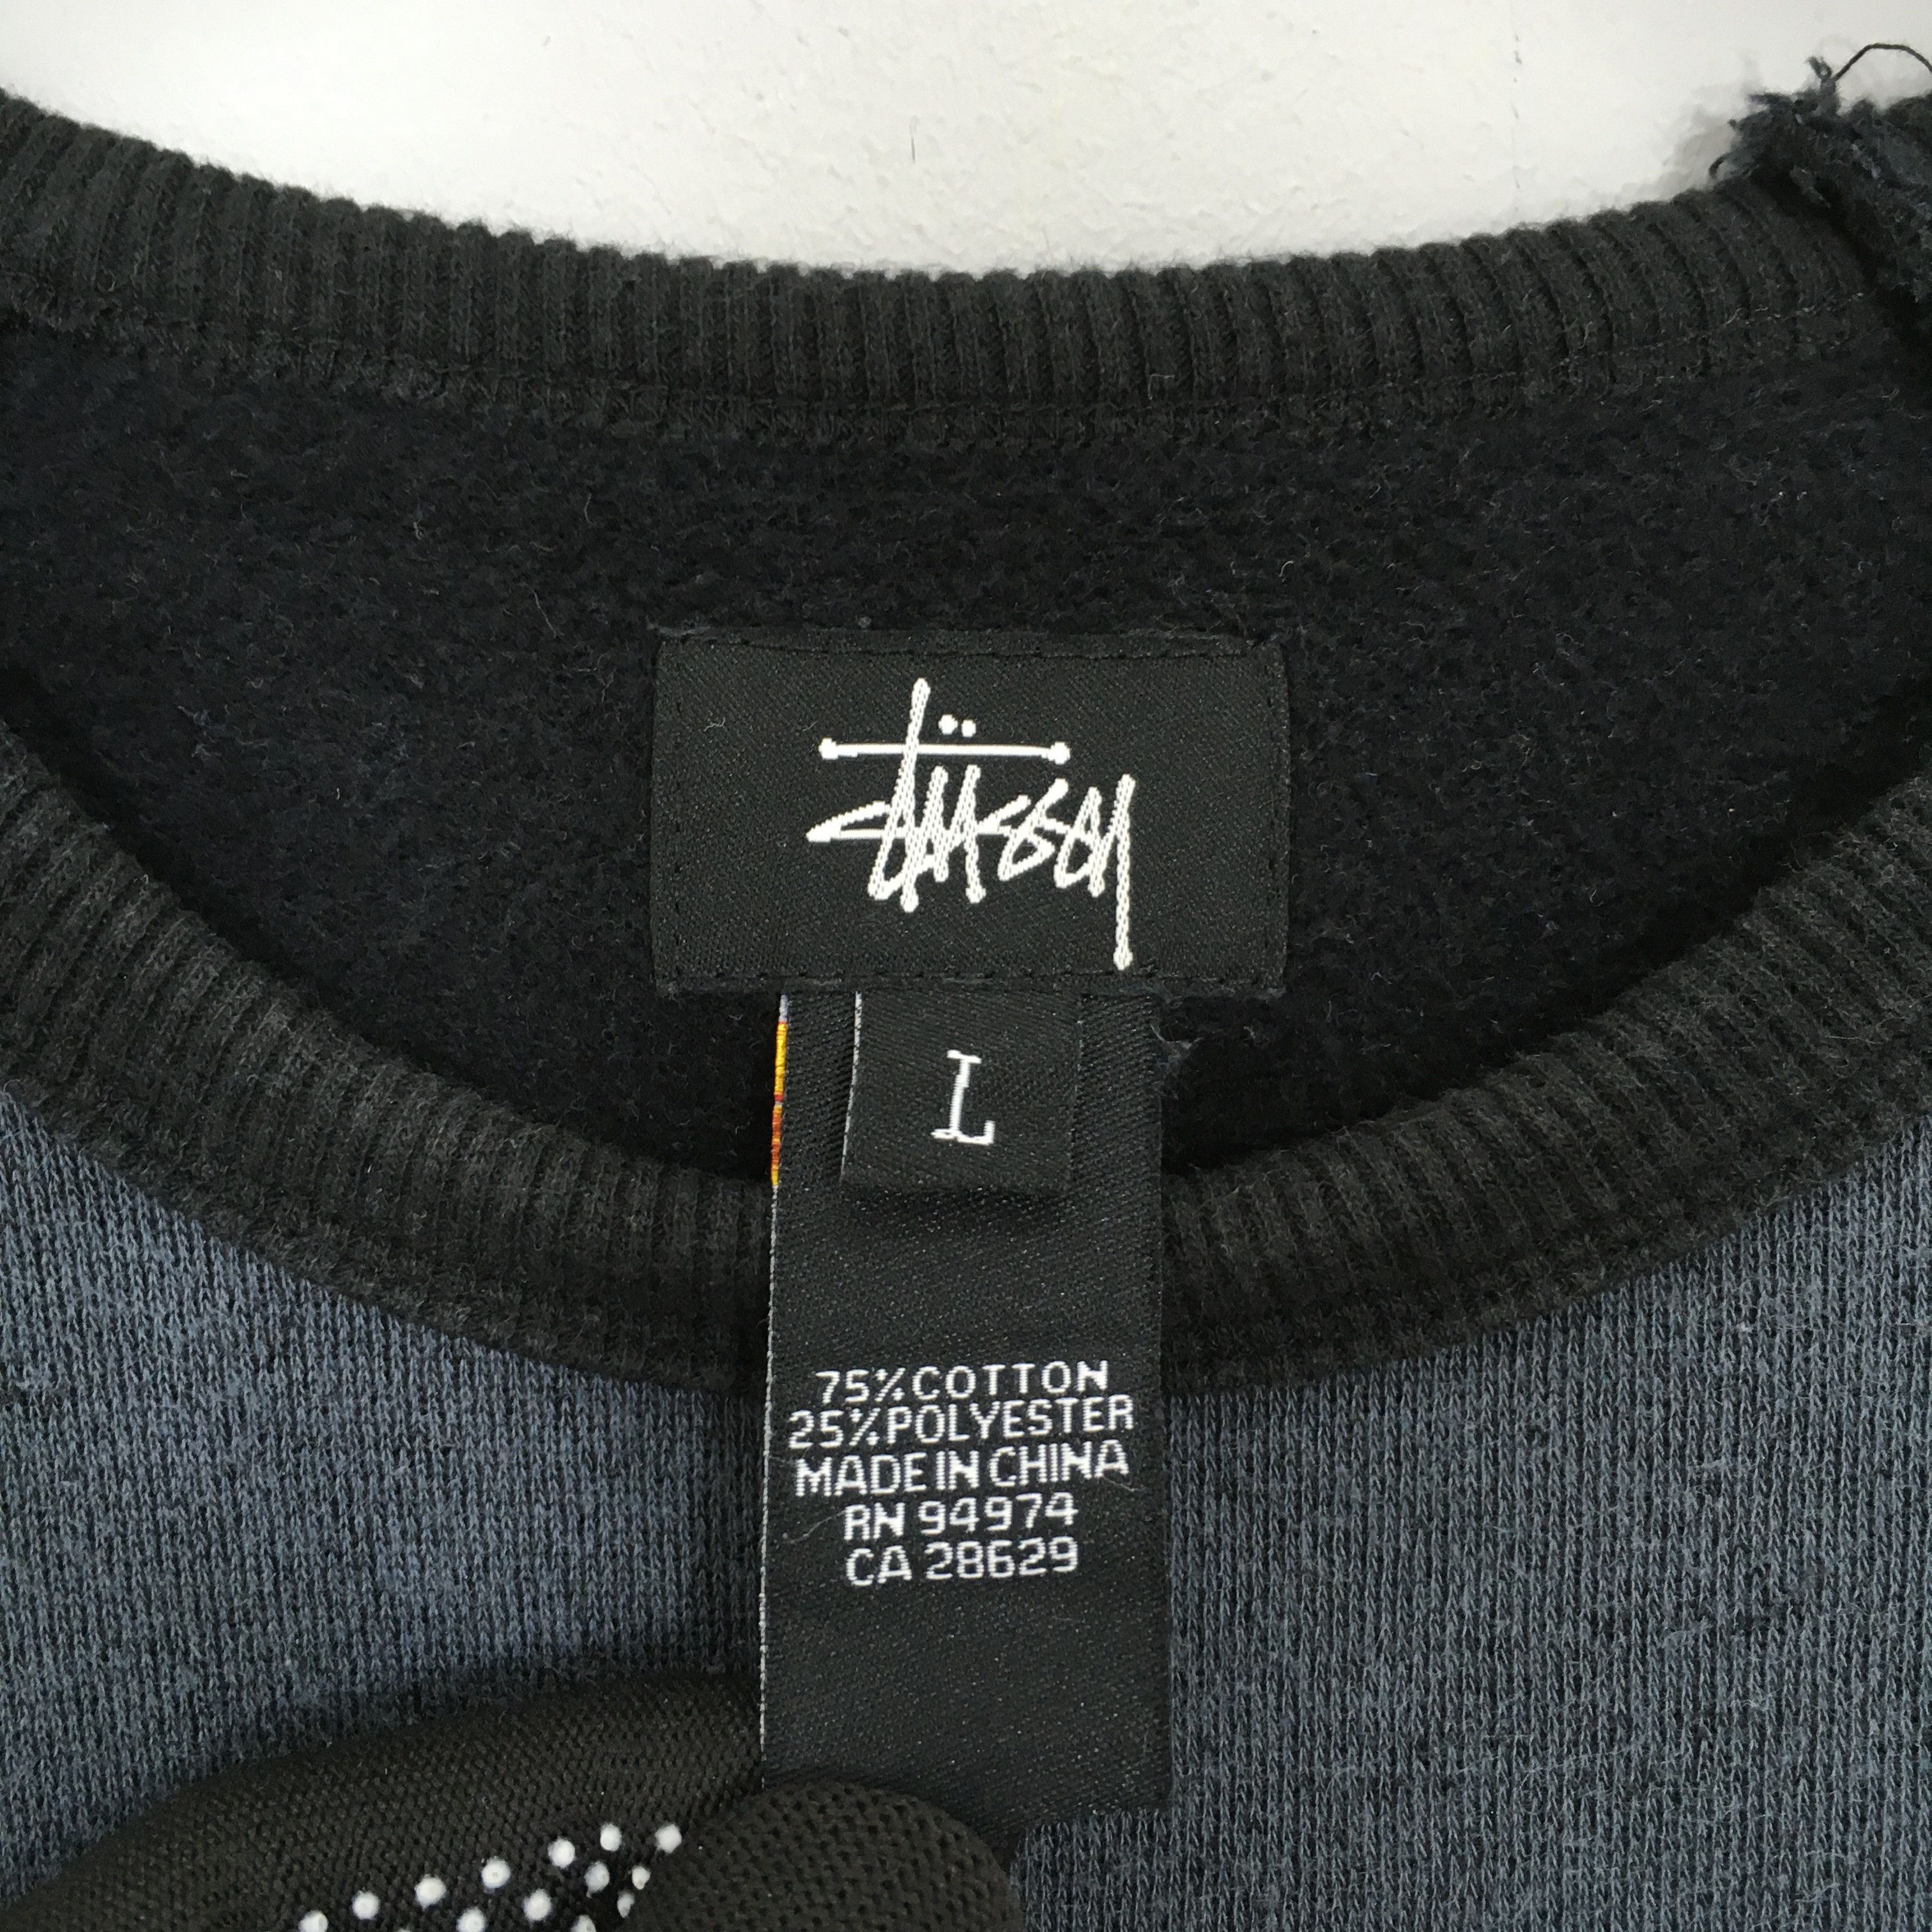 Stüssy
L
75% COTTON
25% POLYESTER
MADE IN CHINA
RN 94974
CA 28629